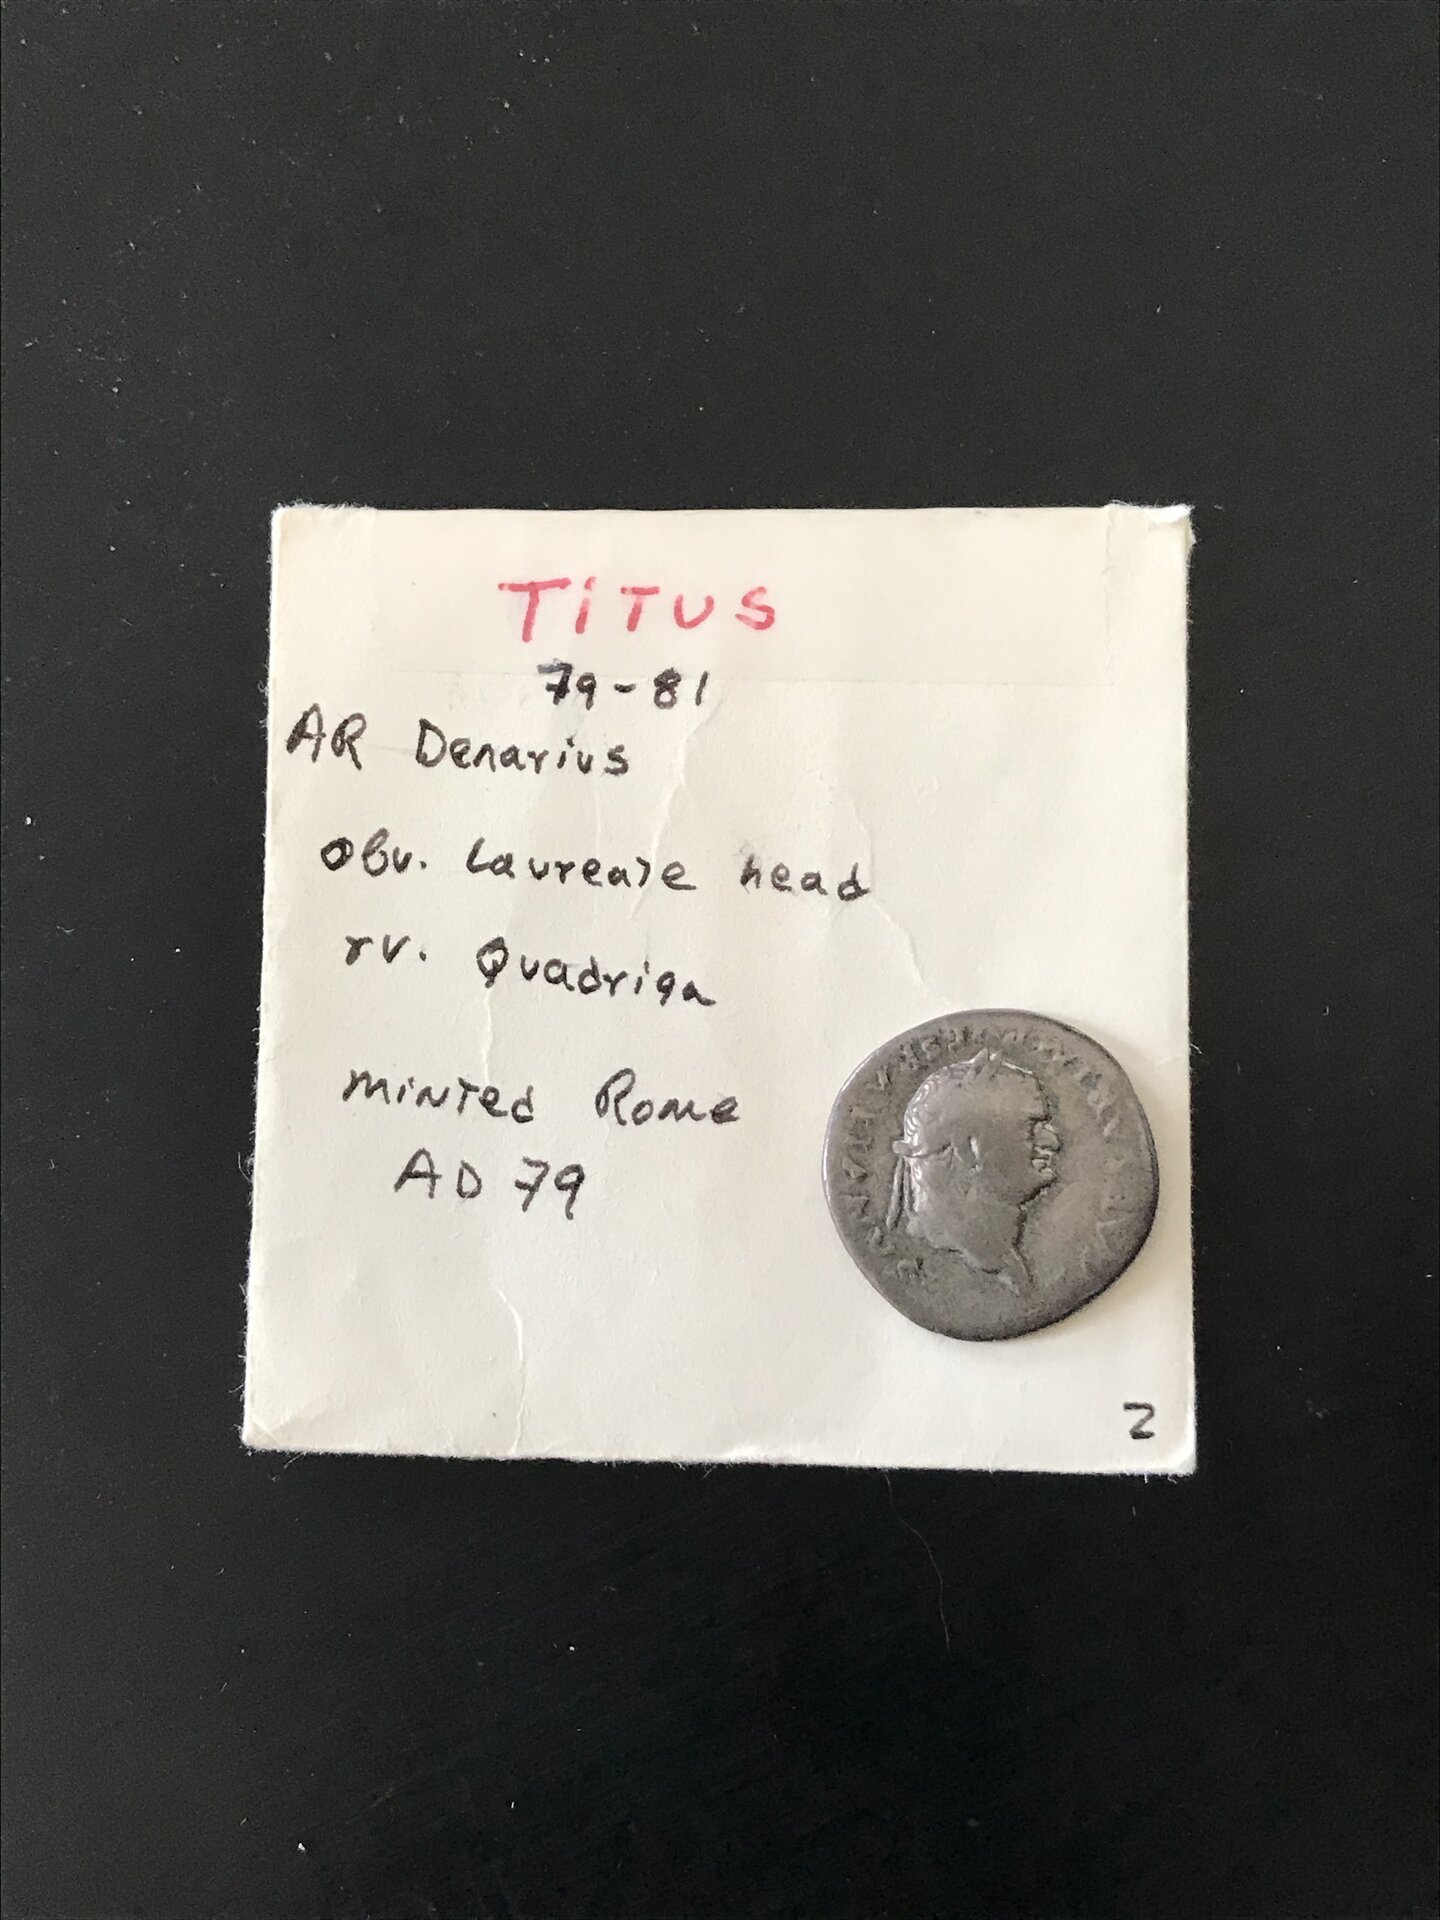 TiTUS
79-81
AR Denarius
obv. Laureate head
rv. Quadriga
minted Rome
AD 79
2